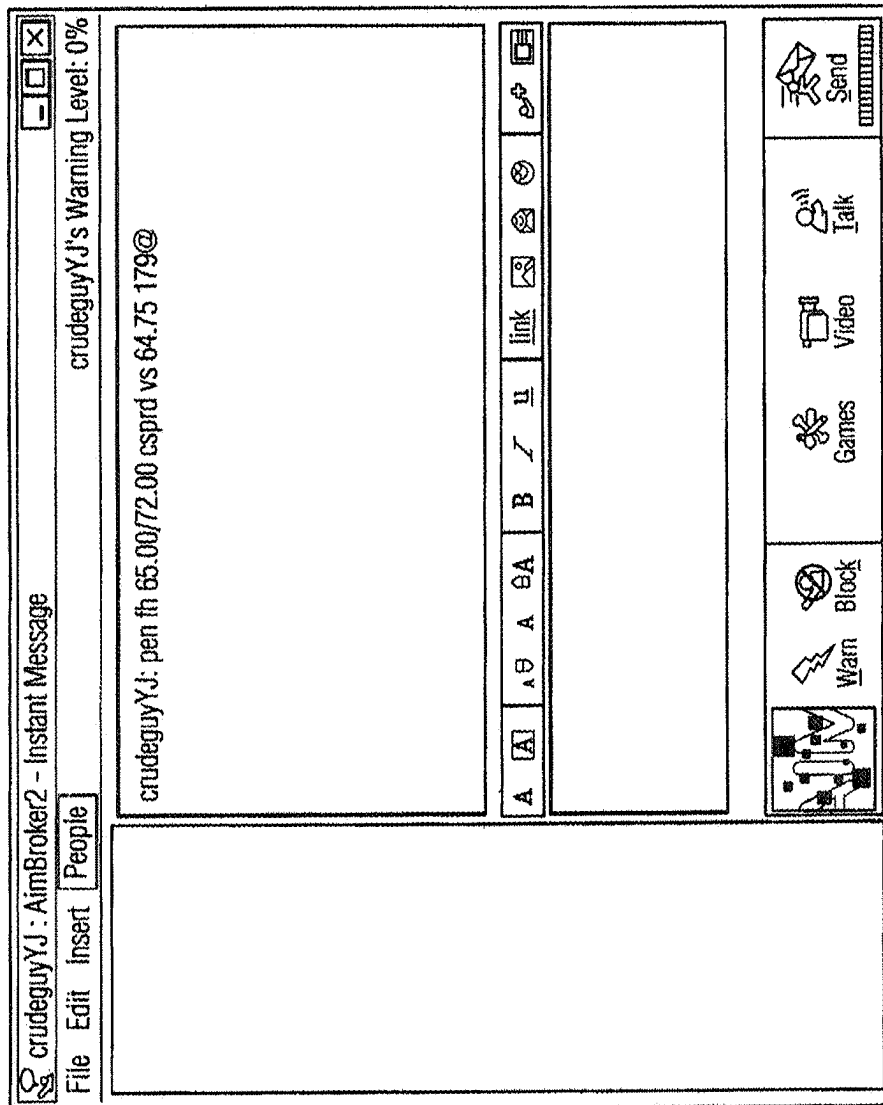 crudeguyYJ : AimBroker2 – Instant Message
File Edit Insert People
crudeguyYJ's Warning Level: 0%
crudeguyYJ: pen fh 65.00/72.00 csprd vs 64.75 179@
A A A A A B I u link
Warn Block Games Video Talk Send